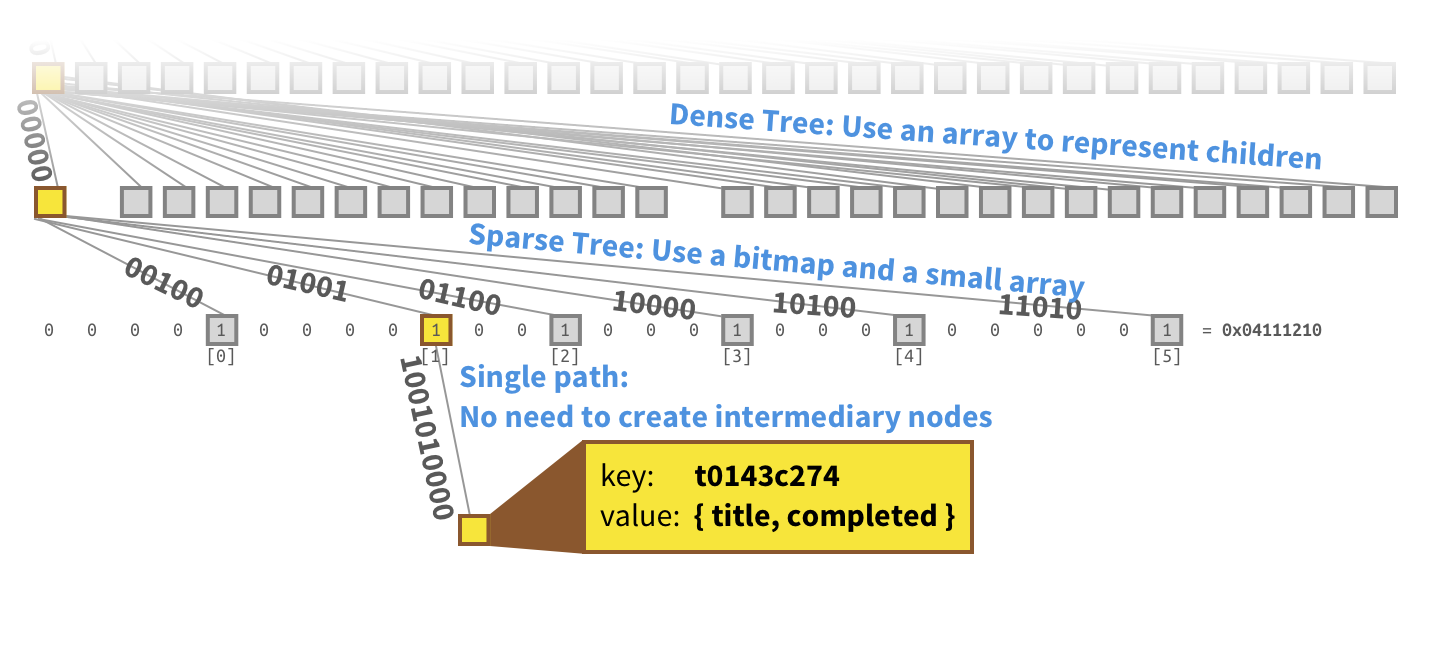 0
00000
Dense Tree: Use an array to represent children
Sparse Tree: Use a bitmap and a small array
00100 01001 01100 10000 10100 11010
0 0 0 0 1 0 0 0 0 1 0 0 1 0 0 0 1 0 0 0 1 0 0 0 0 0 1 = 0x04111210
[0] [1] [2] [3] [4] [5]
100101010000
Single path:
No need to create intermediary nodes
key: t0143c274
value: { title, completed }